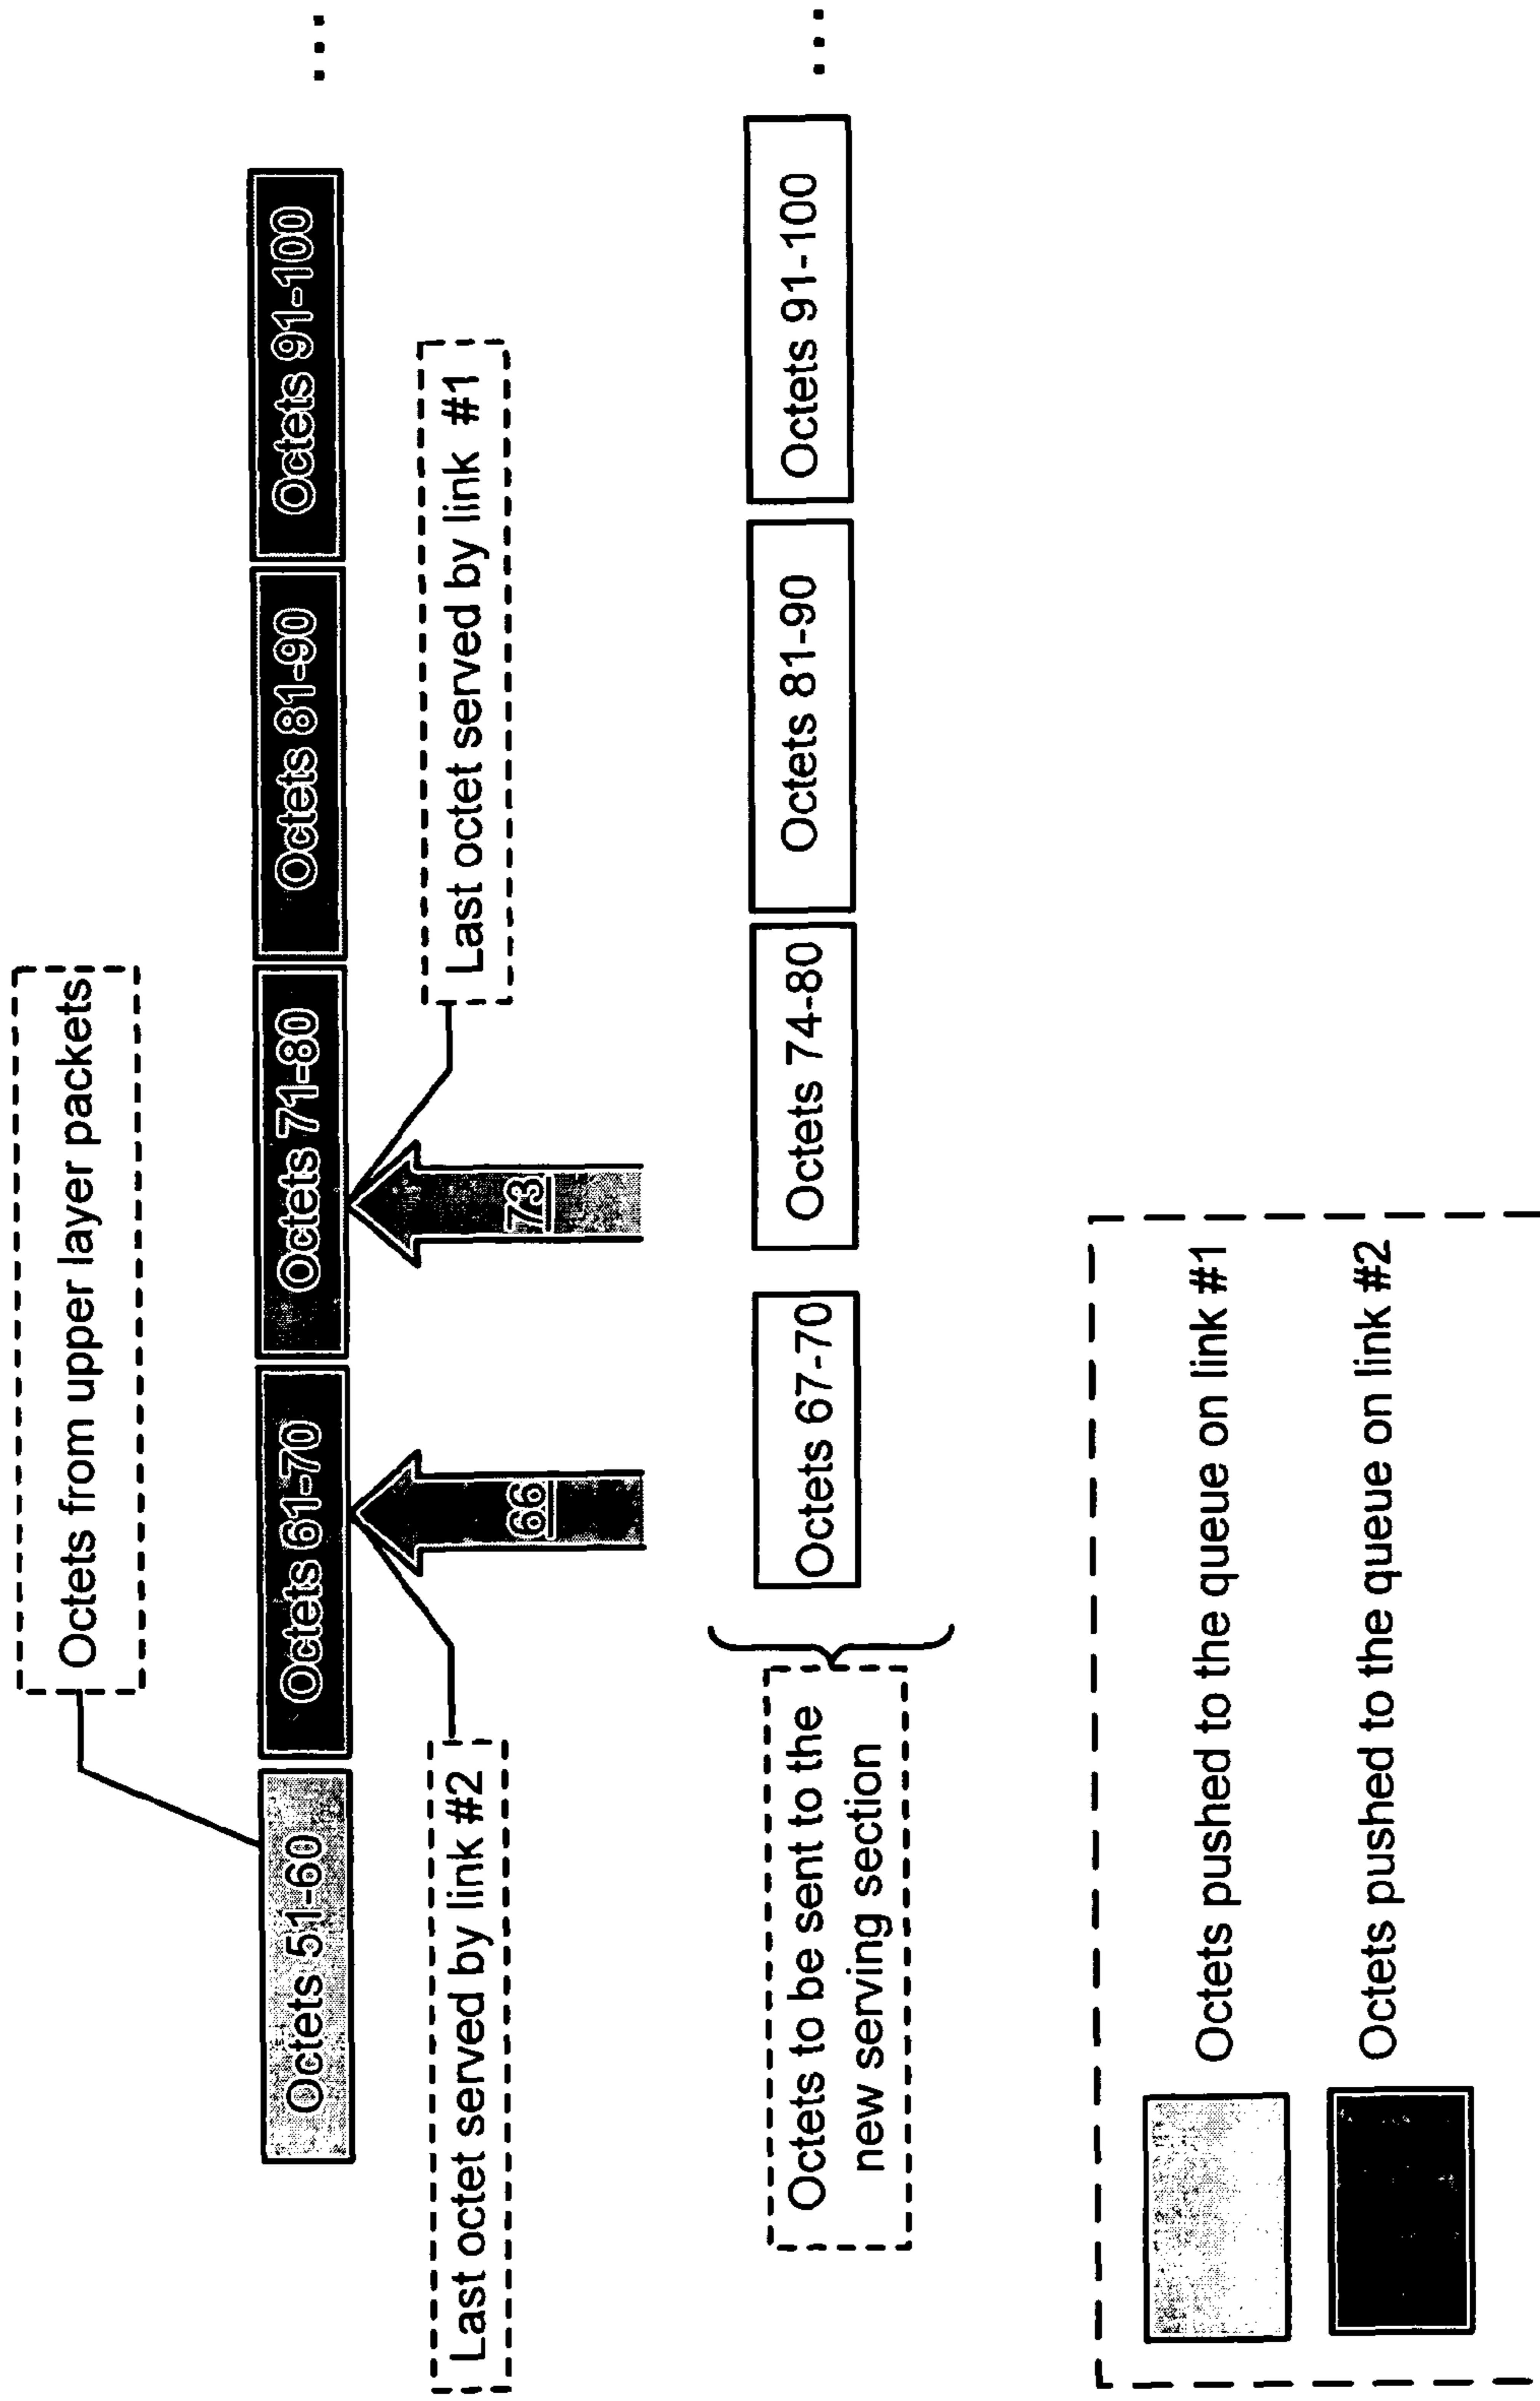 Octets from upper layer packets
Octets 51-60
Octets 61-70
Octets 71-80
Octets 81-90
Octets 91-100
...
Last octet served by link #2
66
73
Last octet served by link #1
Octets to be sent to the
new serving section
Octets 67-70
Octets 74-80
Octets 81-90
Octets 91-100
...
Octets pushed to the queue on link #1
Octets pushed to the queue on link #2